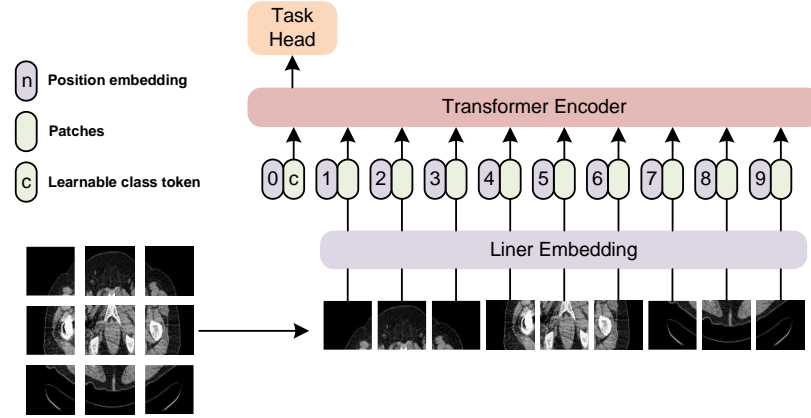 Task
Head
n Position embedding
Transformer Encoder
Patches
c Learnable class token
0 c 1 2 3 4 5 6 7 8 9
Liner Embedding